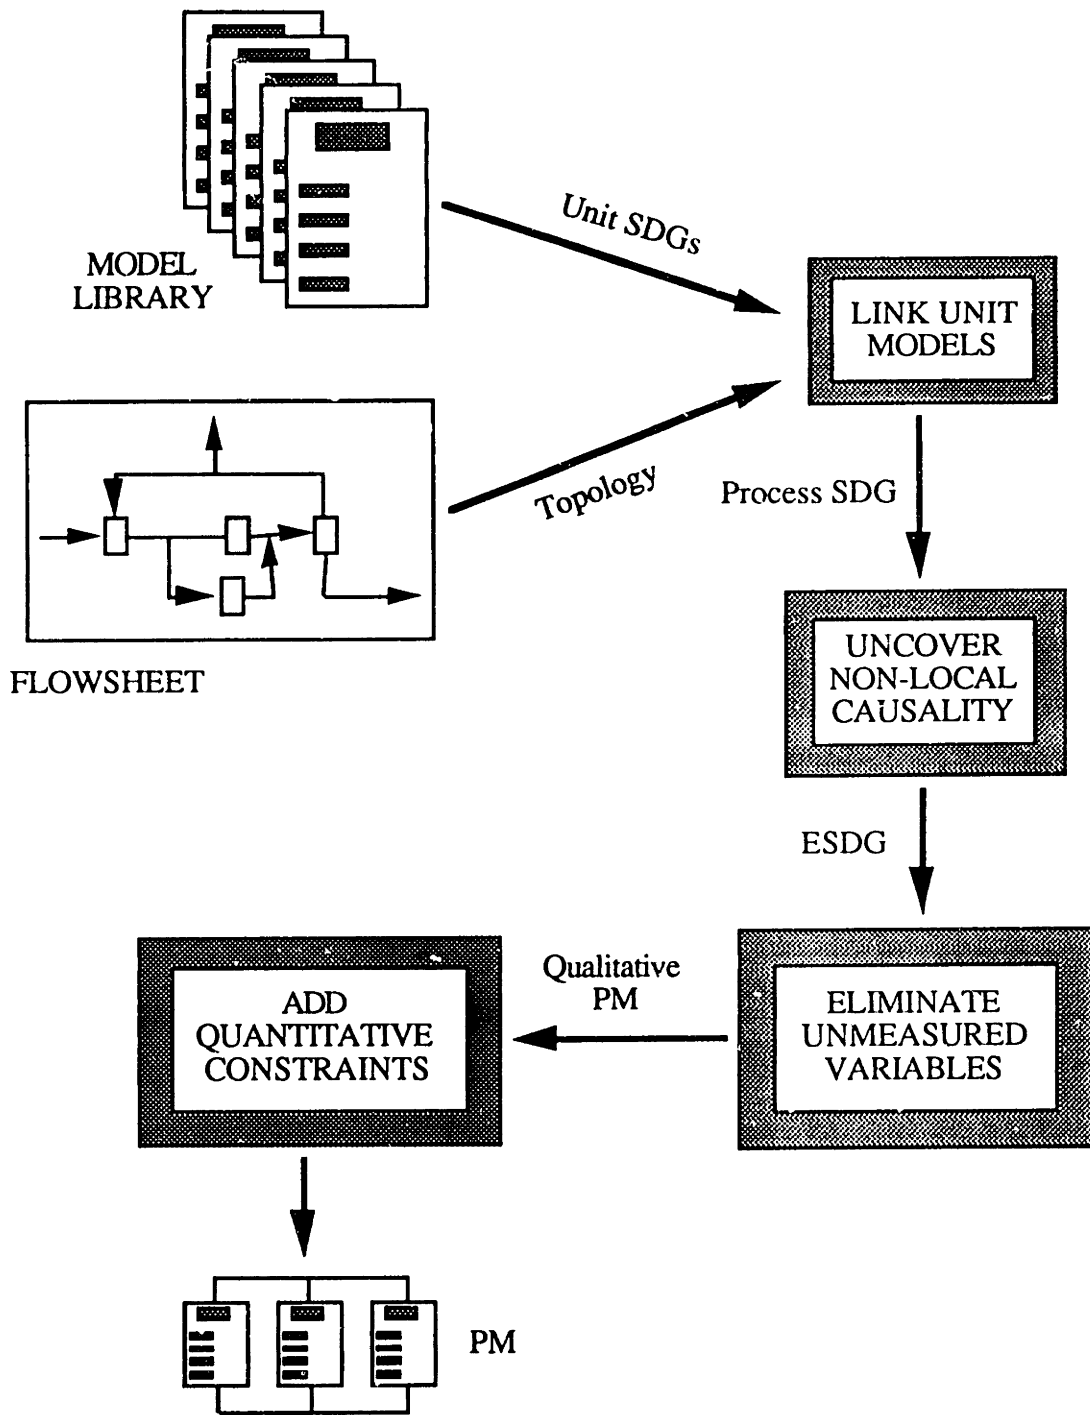 MODEL
LIBRARY
Unit SDGs
LINK UNIT
MODELS
Topology
Process SDG
FLOWSHEET
UNCOVER
NON-LOCAL
CAUSALITY
ESDG
ELIMINATE
UNMEASURED
VARIABLES
Qualitative
PM
ADD
QUANTITATIVE
CONSTRAINTS
PM